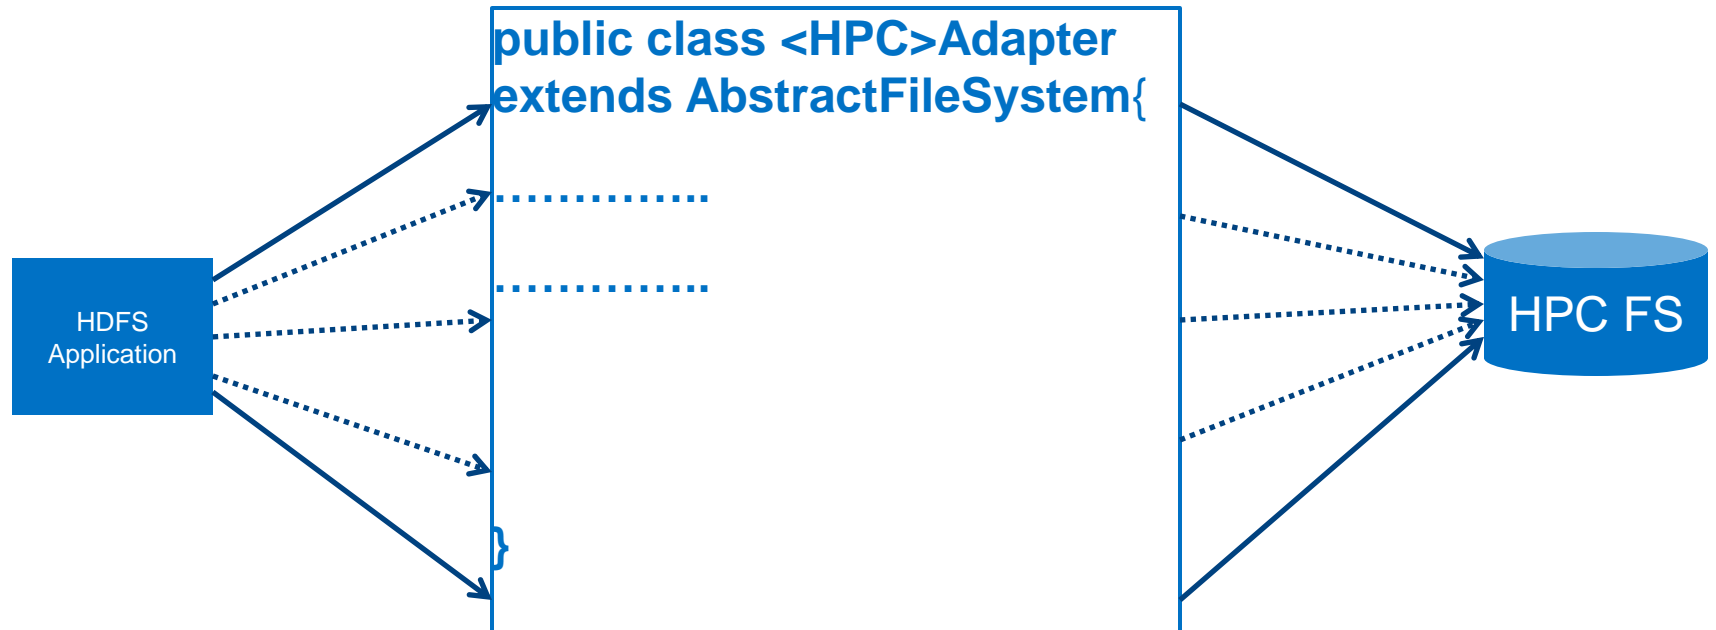 public class <HPC>Adapter
extends AbstractFileSystem{
…………..
…………..
HDFS
Application
HPC FS
}